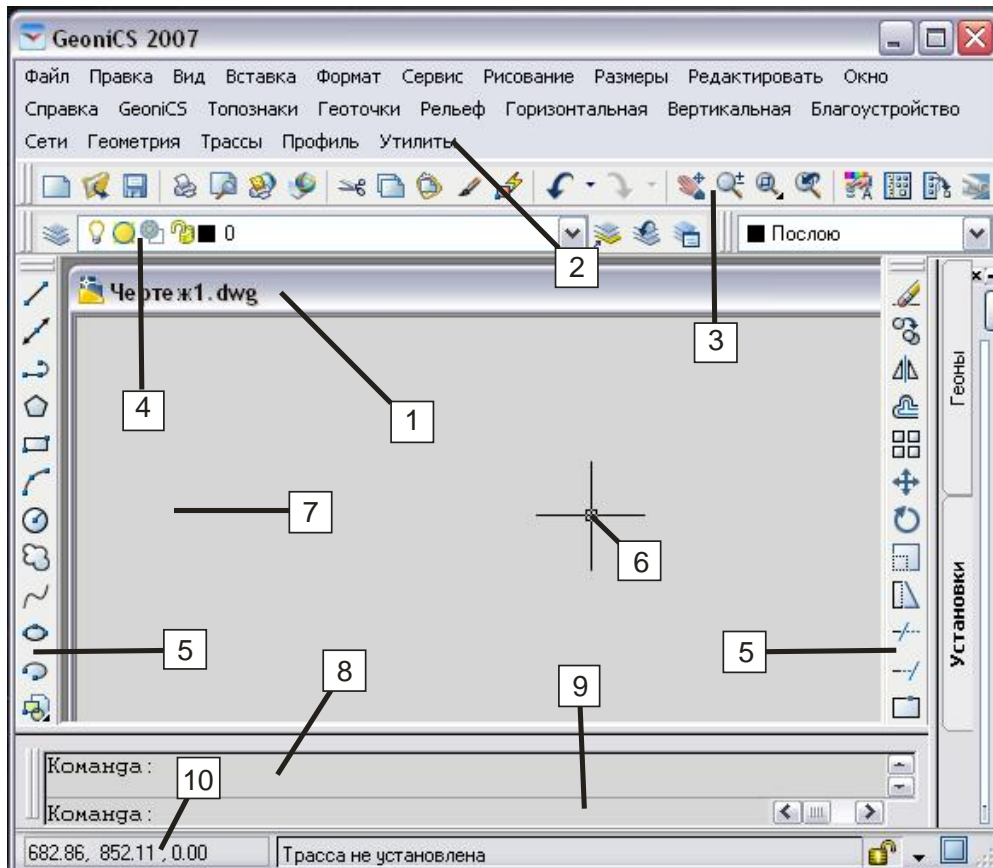 GeoniCS 2007
Файл Правка Вид Вставка Формат Сервис Рисование Размеры Редактировать Окно
Справка GeoniCS Топознаки Геоточки Рельеф Горизонтальная Вертикальная Благоустройство
Сети Геометрия Трассы Профиль Утилиты
0
Послою
2
3
Чертеж1.dwg
4
1
Геоны
7
6
5
5
Установки
8
9
Команда:
10
Команда:
682.86, 852.11, 0.00
Трасса не установлена